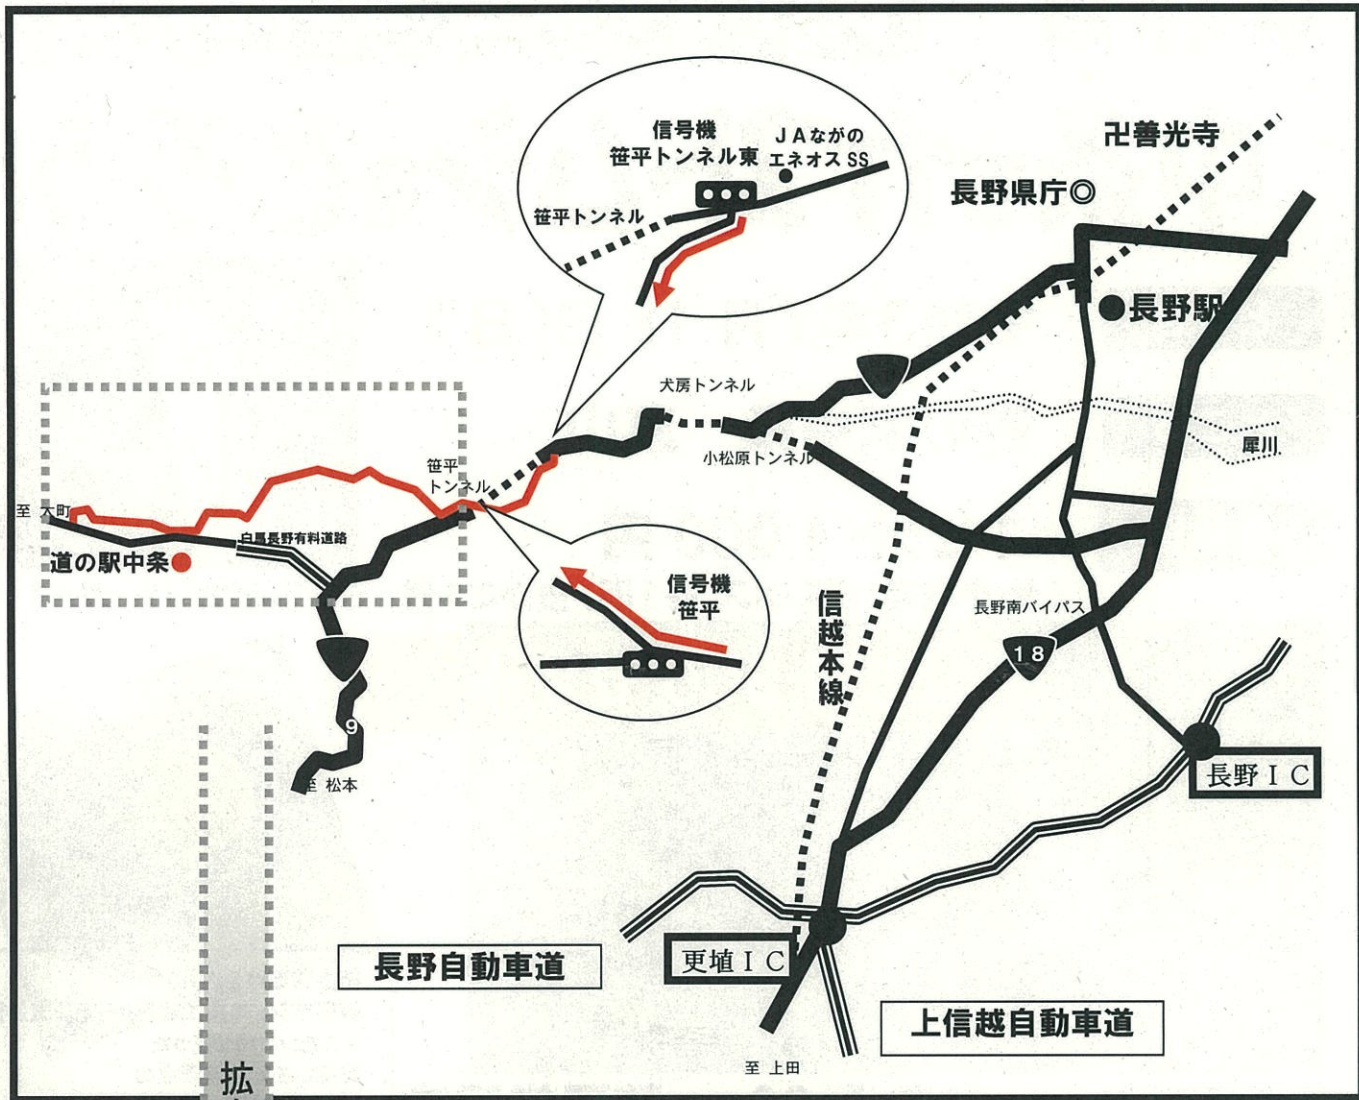 信号機
笹平トンネル東
JAながの
エネオスSS
笹平トンネル
卍善光寺
長野県庁◎
長野駅
犬房トンネル
小松原トンネル
犀川
笹平
トンネル
至 大町
白馬長野有料道路
道の駅中条
信号機
笹平
信越本線
長野南バイパス
18
9
至 松本
長野IC
更埴IC
長野自動車道
上信越自動車道
至 上田
拡